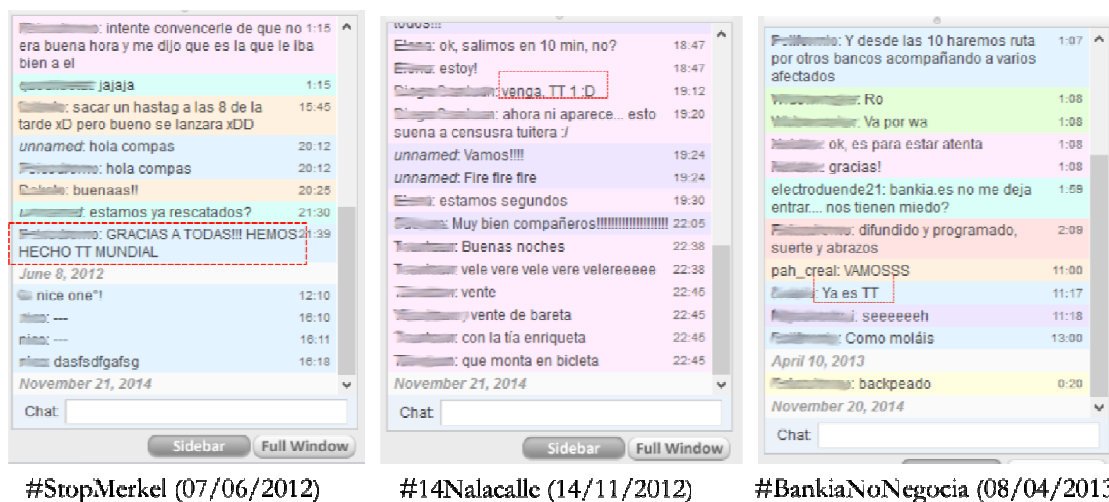 : intente convencerle de que no 1:15
era buena hora y me dijo que es la que le iba
bien a el
: jajaja 1:15
: sacar un hastag a las 8 de la 15:45
tarde xD pero bueno se lanzara xDD
unnamed: hola compas 20:12
: hola compas 20:12
: buenaas!! 20:25
: estamos ya rescatados? 21:30
: GRACIAS A TODAS!!! HEMOS 21:39
HECHO TT MUNDIAL
June 8, 2012
nice one"! 12:10
: --- 16:10
nino: --- 16:11
: dasfsdfgafsg 16:18
November 21, 2014
Chat:
Sidebar Full Window
#StopMerkel (07/06/2012)
todos!!!
: ok, salimos en 10 min, no? 18:47
: estoy! 18:47
: venga, TT 1 :D 19:12
: ahora ni aparece... esto 19:20
suena a censusra tuitera :/
unnamed: Vamos!!!! 19:24
unnamed: Fire fire fire 19:24
: estamos segundos 19:30
: Muy bien compañeros!!!!!!!!!!!!!!!!!!!! 22:05
: Buenas noches 22:38
: vele vere vele vere velereeeee 22:38
: vente 22:45
: vente de bareta 22:45
: con la tía enriqueta 22:45
: que monta en bicleta 22:45
November 21, 2014
Chat:
Sidebar Full Window
#14Nalacalle (14/11/2012)
: Y desde las 10 haremos ruta 1:07
por otros bancos acompañando a varios
afectados
: Ro 1:08
: Va por wa 1:08
: ok, es para estar atenta 1:08
: gracias! 1:08
electroduende21: bankia.es no me deja 1:59
entrar.... nos tienen miedo?
: difundido y programado, 2:09
suerte y abrazos
pah_creal: VAMOSSS 11:00
: Ya es TT 11:17
: seeeeeeh 11:18
: Como moláis 13:00
April 10, 2013
: backpeado 0:20
November 20, 2014
Chat:
#BankiaNoNegocia (08/04/2013